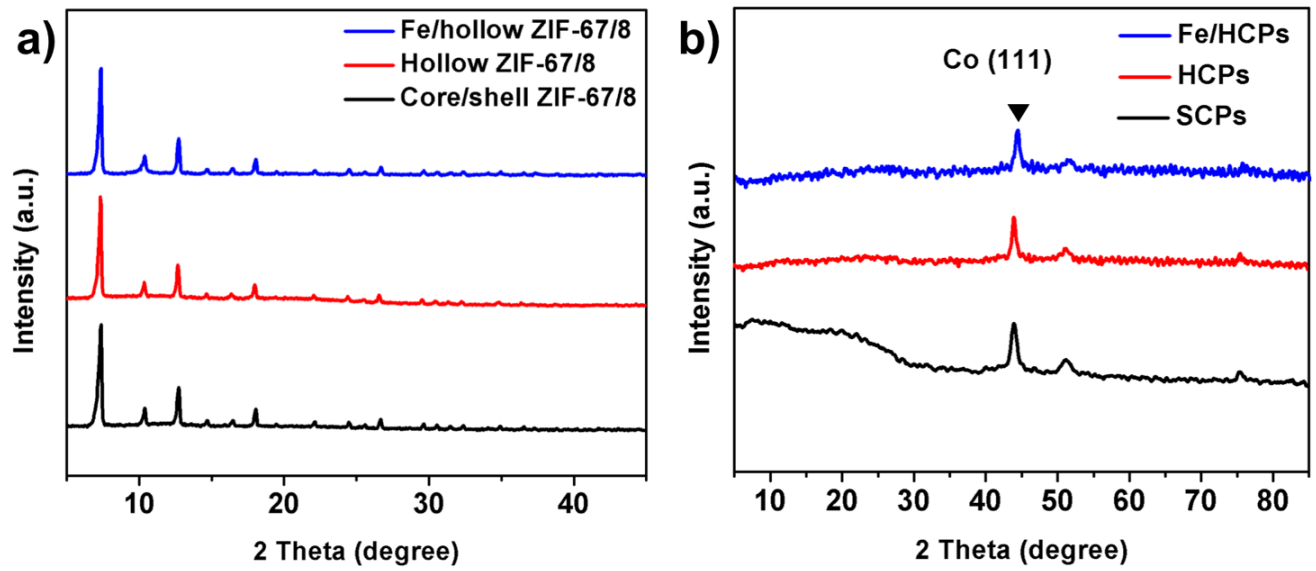 a)
Fe/hollow ZIF-67/8
Hollow ZIF-67/8
Core/shell ZIF-67/8
Intensity (a.u.)
10 20 30 40
2 Theta (degree)
b)
Fe/HCPs
HCPs
SCPs
Co (111)
Intensity (a.u.)
10 20 30 40 50 60 70 80
2 Theta (degree)